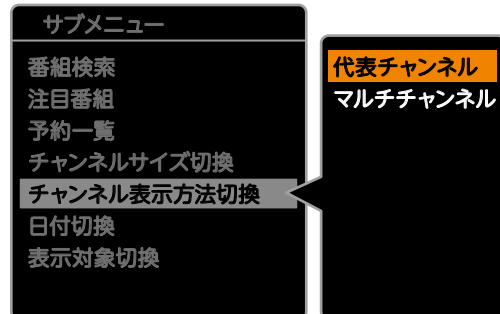 サブメニュー
番組検索
注目番組
予約一覧
チャンネルサイズ切換
チャンネル表示方法切換
日付切換
表示対象切換
代表チャンネル
マルチチャンネル